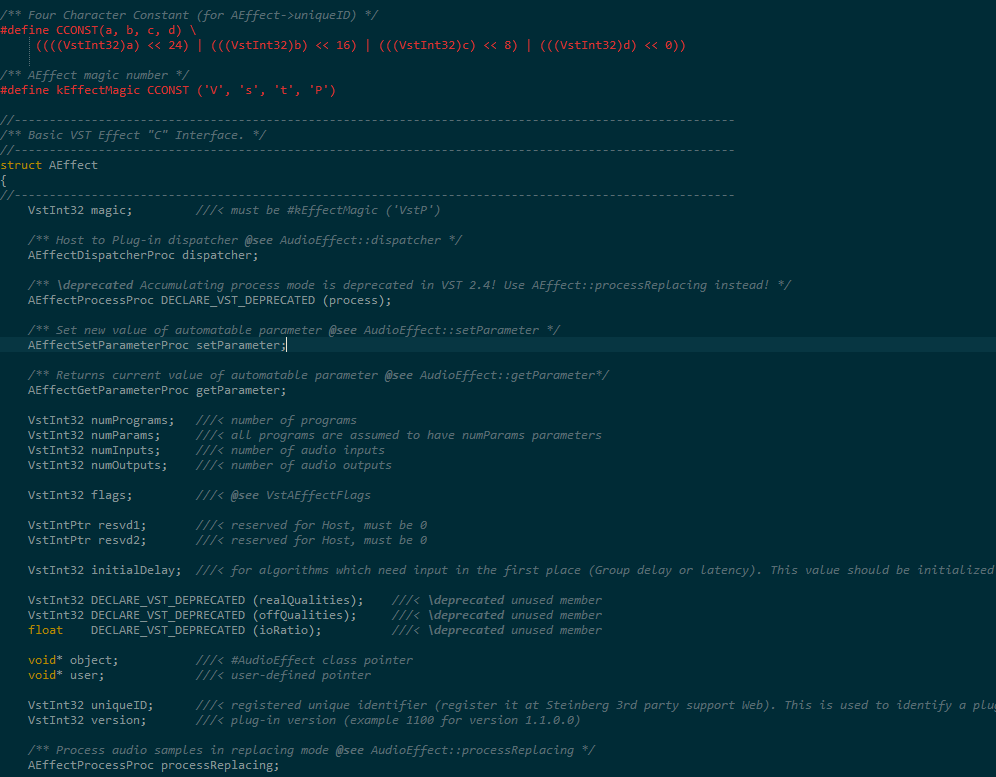 /** Four Character Constant (for AEffect->uniqueID) */
#define CCONST(a, b, c, d) \
     ((((VstInt32)a) << 24) | (((VstInt32)b) << 16) | (((VstInt32)c) << 8) | (((VstInt32)d) << 0))
/** AEffect magic number */
#define kEffectMagic CCONST ('V', 's', 't', 'P')
//-------------------------------------------------------------------------------------------------------
/** Basic VST Effect "C" Interface. */
//-------------------------------------------------------------------------------------------------------
struct AEffect
{
//-------------------------------------------------------------------------------------------------------
    VstInt32 magic;         ///< must be #kEffectMagic ('VstP')
    /** Host to Plug-in dispatcher @see AudioEffect::dispatcher */
    AEffectDispatcherProc dispatcher;
    /** \deprecated Accumulating process mode is deprecated in VST 2.4! Use AEffect::processReplacing instead! */
    AEffectProcessProc DECLARE_VST_DEPRECATED (process);
    /** Set new value of automatable parameter @see AudioEffect::setParameter */
    AEffectSetParameterProc setParameter;
    /** Returns current value of automatable parameter @see AudioEffect::getParameter*/
    AEffectGetParameterProc getParameter;
    VstInt32 numPrograms;   ///< number of programs
    VstInt32 numParams;     ///< all programs are assumed to have numParams parameters
    VstInt32 numInputs;     ///< number of audio inputs
    VstInt32 numOutputs;    ///< number of audio outputs
    VstInt32 flags;         ///< @see VstAEffectFlags
    VstIntPtr resvd1;       ///< reserved for Host, must be 0
    VstIntPtr resvd2;       ///< reserved for Host, must be 0
    VstInt32 initialDelay;  ///< for algorithms which need input in the first place (Group delay or latency). This value should be initialized
    VstInt32 DECLARE_VST_DEPRECATED (realQualities);    ///< \deprecated unused member
    VstInt32 DECLARE_VST_DEPRECATED (offQualities);     ///< \deprecated unused member
    float    DECLARE_VST_DEPRECATED (ioRatio);          ///< \deprecated unused member
    void* object;           ///< #AudioEffect class pointer
    void* user;             ///< user-defined pointer
    VstInt32 uniqueID;      ///< registered unique identifier (register it at Steinberg 3rd party support Web). This is used to identify a plu
    VstInt32 version;       ///< plug-in version (example 1100 for version 1.1.0.0)
    /** Process audio samples in replacing mode @see AudioEffect::processReplacing */
    AEffectProcessProc processReplacing;